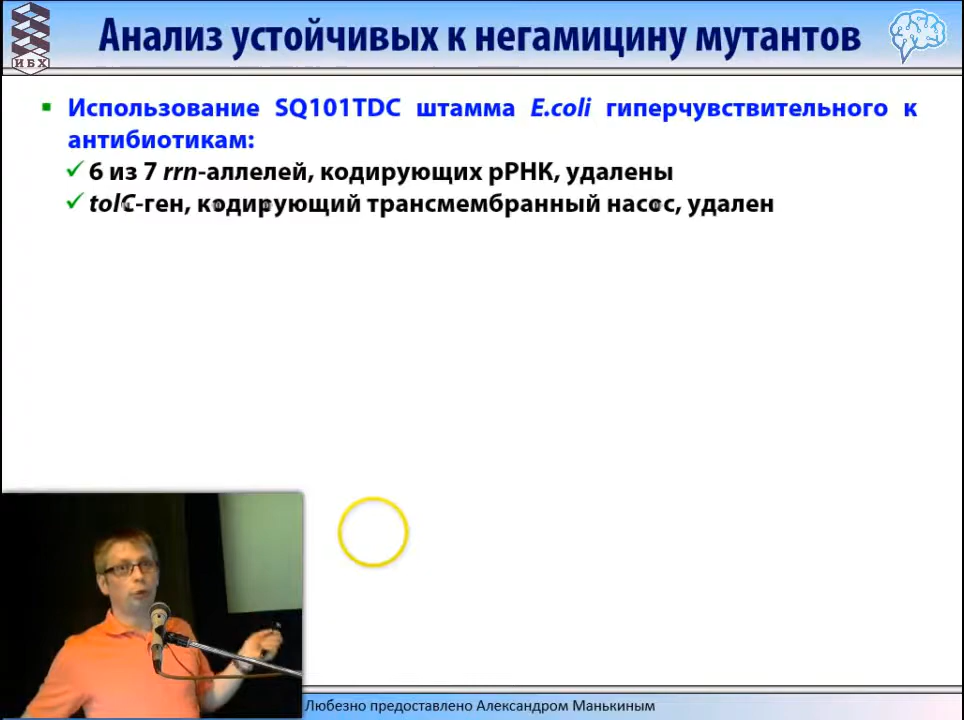 ИБХ
Анализ устойчивых к негамицину мутантов
Использование SQ101TDC штамма E.coli гиперчувствительного к
антибиотикам:
6 из 7 rrn-аллелей, кодирующих рРНК, удалены
tolC-ген, кодирующий трансмембранный насос, удален
Любезно предоставлено Александром Манькиным